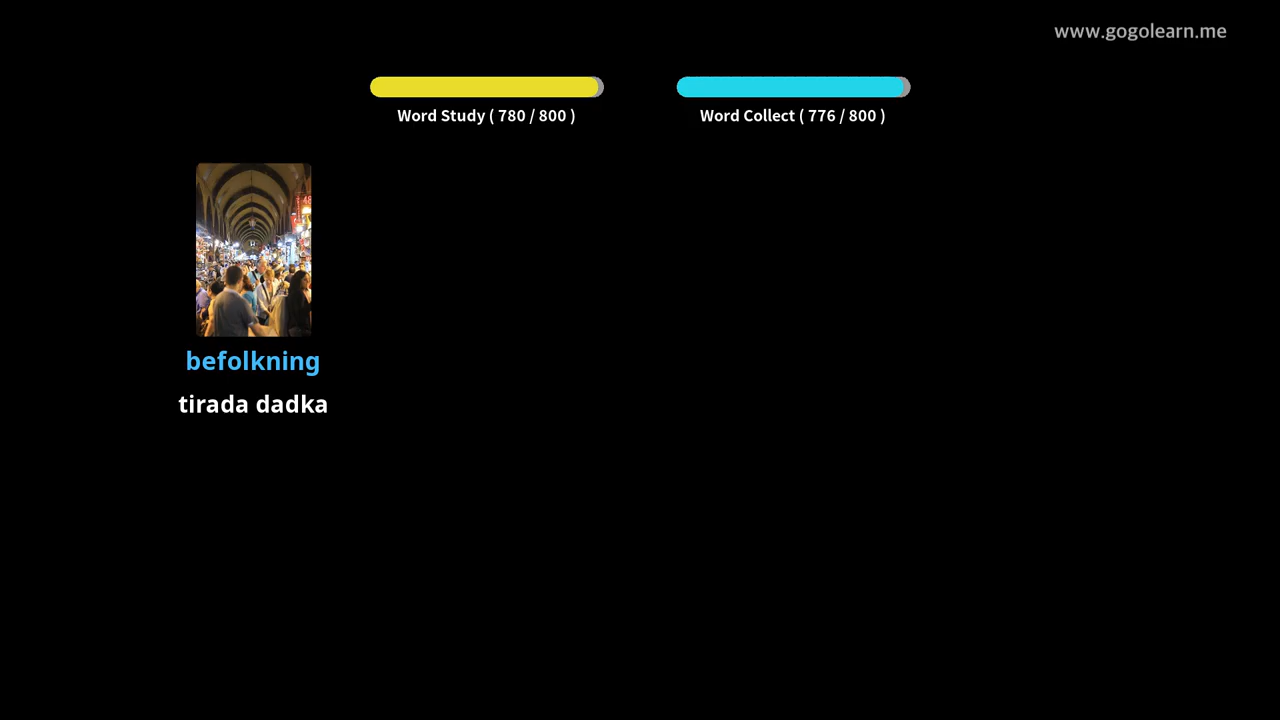 www.gogolearn.me
Word Study ( 780 / 800 )
Word Collect ( 776 / 800 )
befolkning
tirada dadka